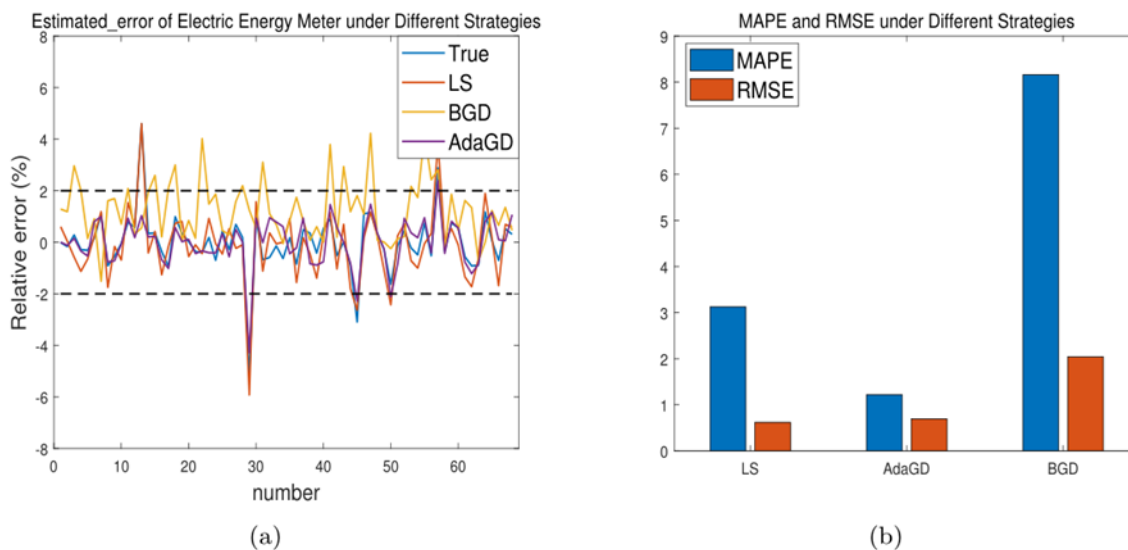 Estimated_error of Electric Energy Meter under Different Strategies
8
6
4
2
0
-2
-4
-6
-8
Relative error (%)
True
LS
BGD
AdaGD
0 10 20 30 40 50 60
number
(a)
MAPE and RMSE under Different Strategies
9
8
7
6
5
4
3
2
1
0
MAPE
RMSE
LS AdaGD BGD
(b)